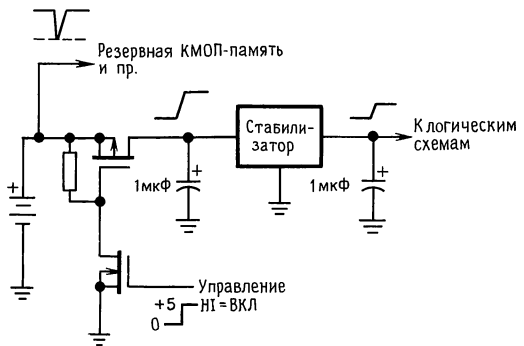 Резервная КМОП-память
и пр.
Стабили-
затор
К логическим
схемам
+
+
1мкФ
+
1мкФ
Управление
+5
HI = ВКЛ
0